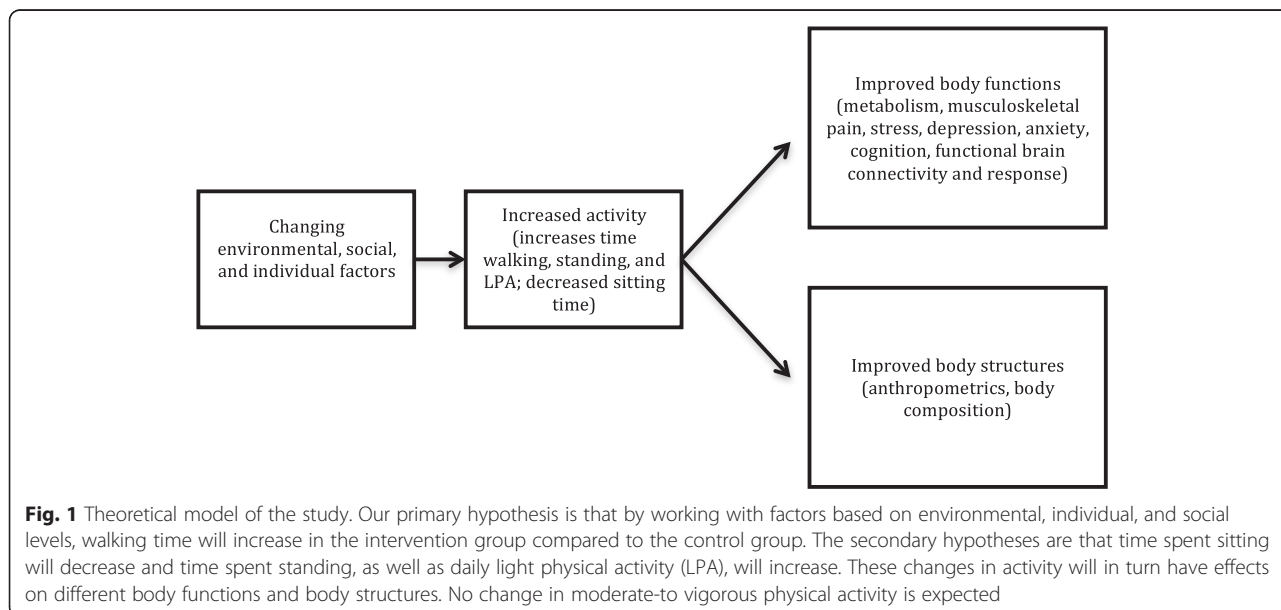 Changing
environmental, social,
and individual factors
Increased activity
(increases time
walking, standing, and
LPA; decreased sitting
time)
Improved body functions
(metabolism, musculoskeletal
pain, stress, depression, anxiety,
cognition, functional brain
connectivity and response)
Improved body structures
(anthropometrics, body
composition)
Fig. 1 Theoretical model of the study. Our primary hypothesis is that by working with factors based on environmental, individual, and social
levels, walking time will increase in the intervention group compared to the control group. The secondary hypotheses are that time spent sitting
will decrease and time spent standing, as well as daily light physical activity (LPA), will increase. These changes in activity will in turn have effects
on different body functions and body structures. No change in moderate-to vigorous physical activity is expected